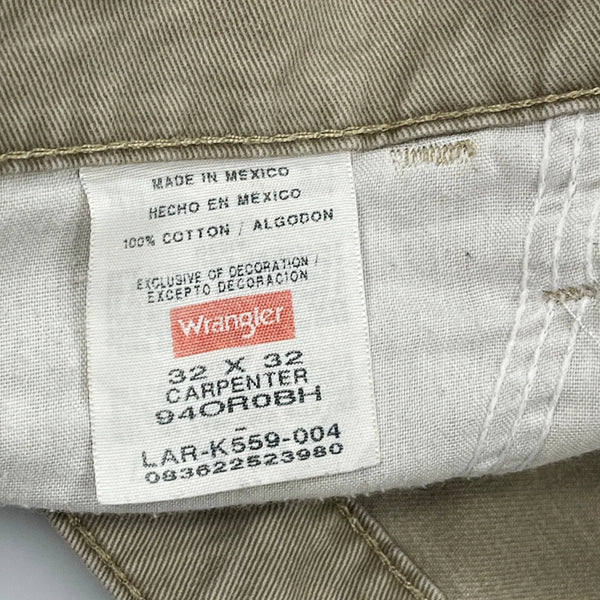 MADE IN MEXICO
HECHO EN MEXICO
100% COTTON / ALGODON
EXCLUSIVE OF DECORATION /
EXCEPTO DECORACION
Wrangler
32 X 32
CARPENTER
94OR0BH
-
LAR-K559-004
083622523980